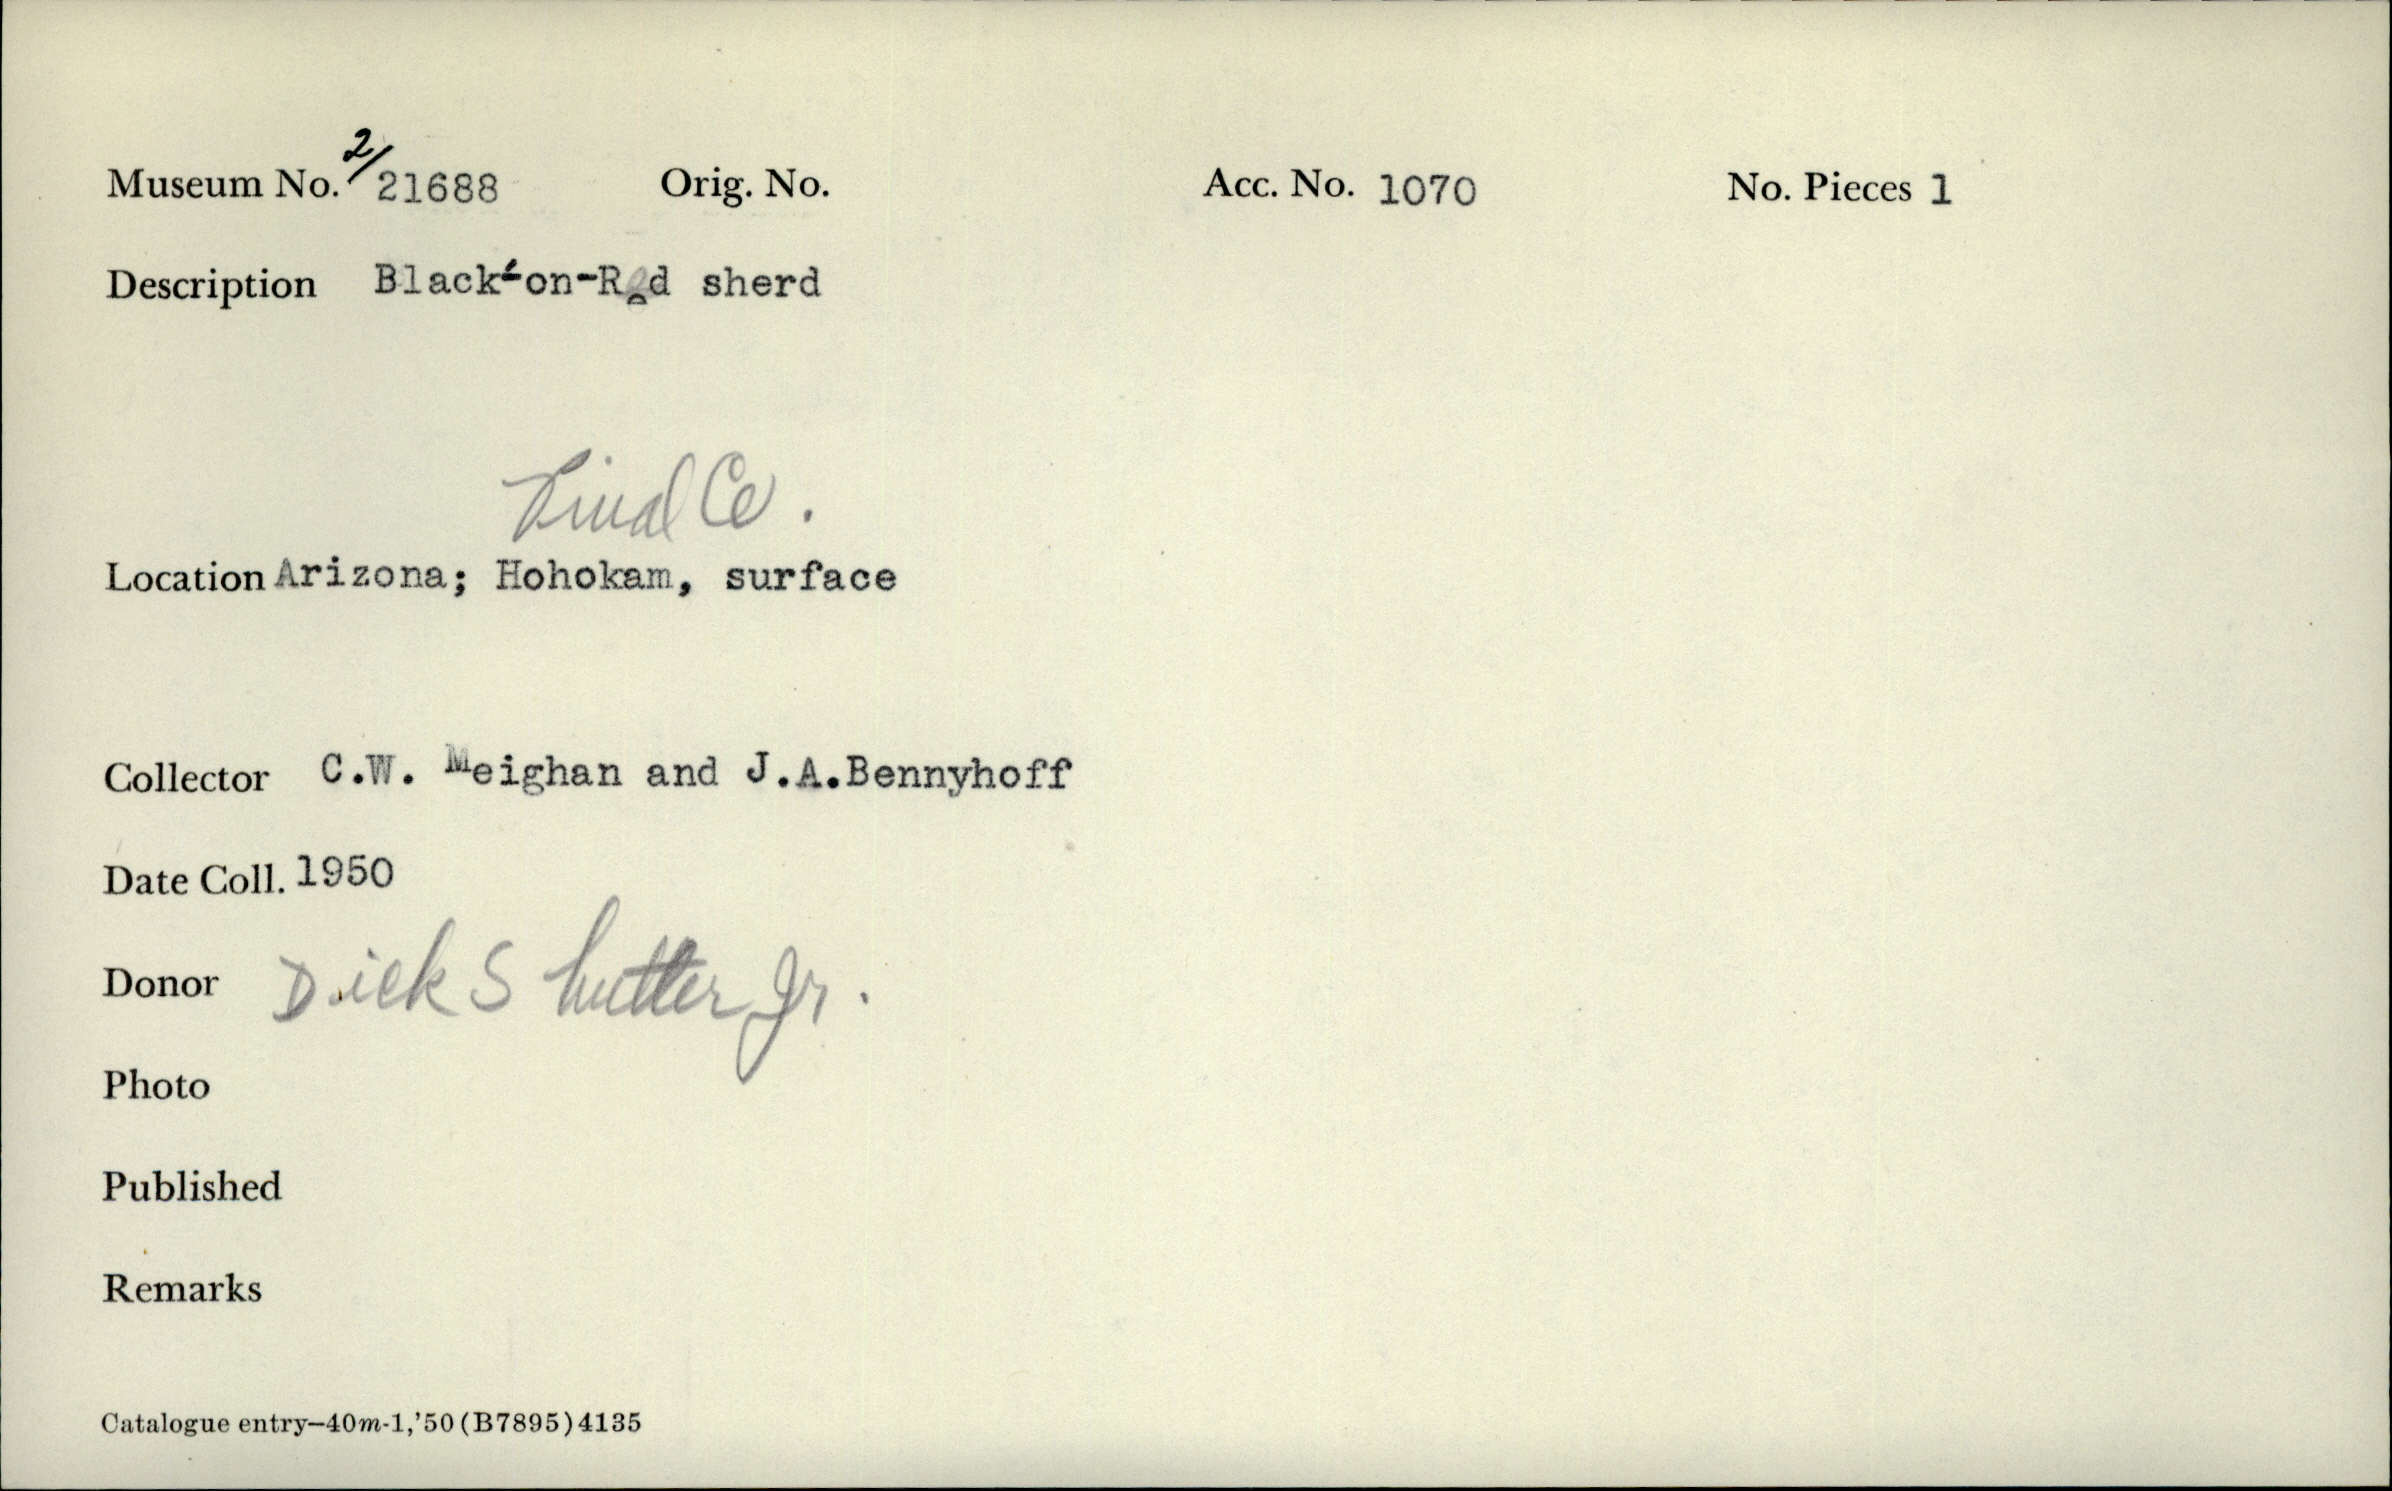 Museum No. 2/21688 Orig. No. Acc. No. 1070 No. Pieces 1
Description Black-on-Red sherd
Pinal Co.
Location Arizona; Hohokam, surface
Collector C.W. Meighan and J.A.Bennyhoff
Date Coll. 1950
Donor Dick Shutter Jr.
Photo
Published
Remarks
Catalogue entry—40m-1,'50(B7895)4135